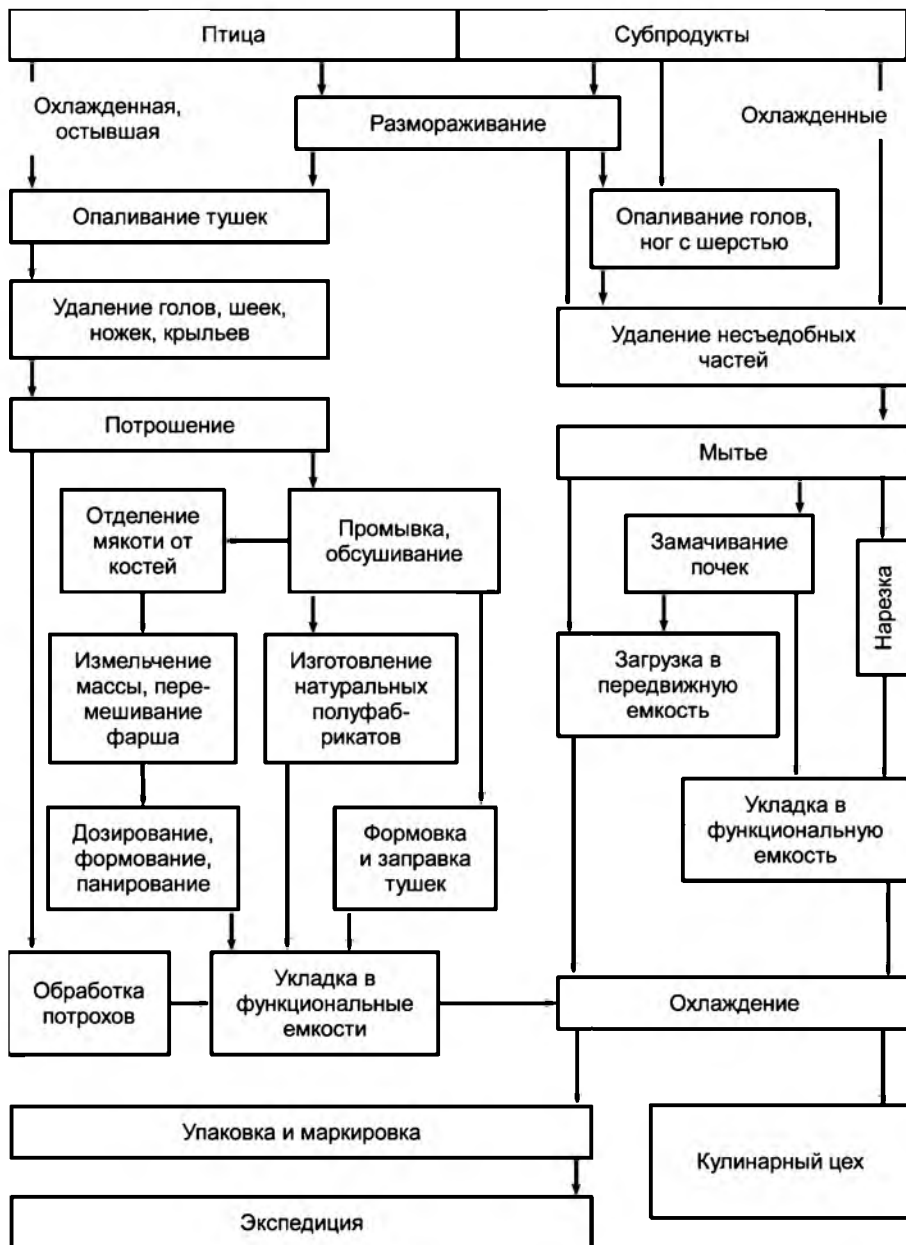 Птица
Субпродукты
Охлажденная,
остывшая
Размораживание
Охлажденные
Опаливание тушек
Опаливание голов,
ног с шерстью
Удаление голов, шеек,
ножек, крыльев
Удаление несъедобных
частей
Потрошение
Мытье
Отделение
мякоти от
костей
Промывка,
обсушивание
Замачивание
почек
Нарезка
Измельчение
массы, пере-
мешивание
фарша
Изготовление
натуральных
полуфаб-
рикатов
Загрузка в
передвижную
емкость
Дозирование,
формование,
панирование
Формовка
и заправка
тушек
Укладка в
функциональную
емкость
Обработка
потрохов
Укладка в
функциональные
емкости
Охлаждение
Упаковка и маркировка
Кулинарный цех
Экспедиция